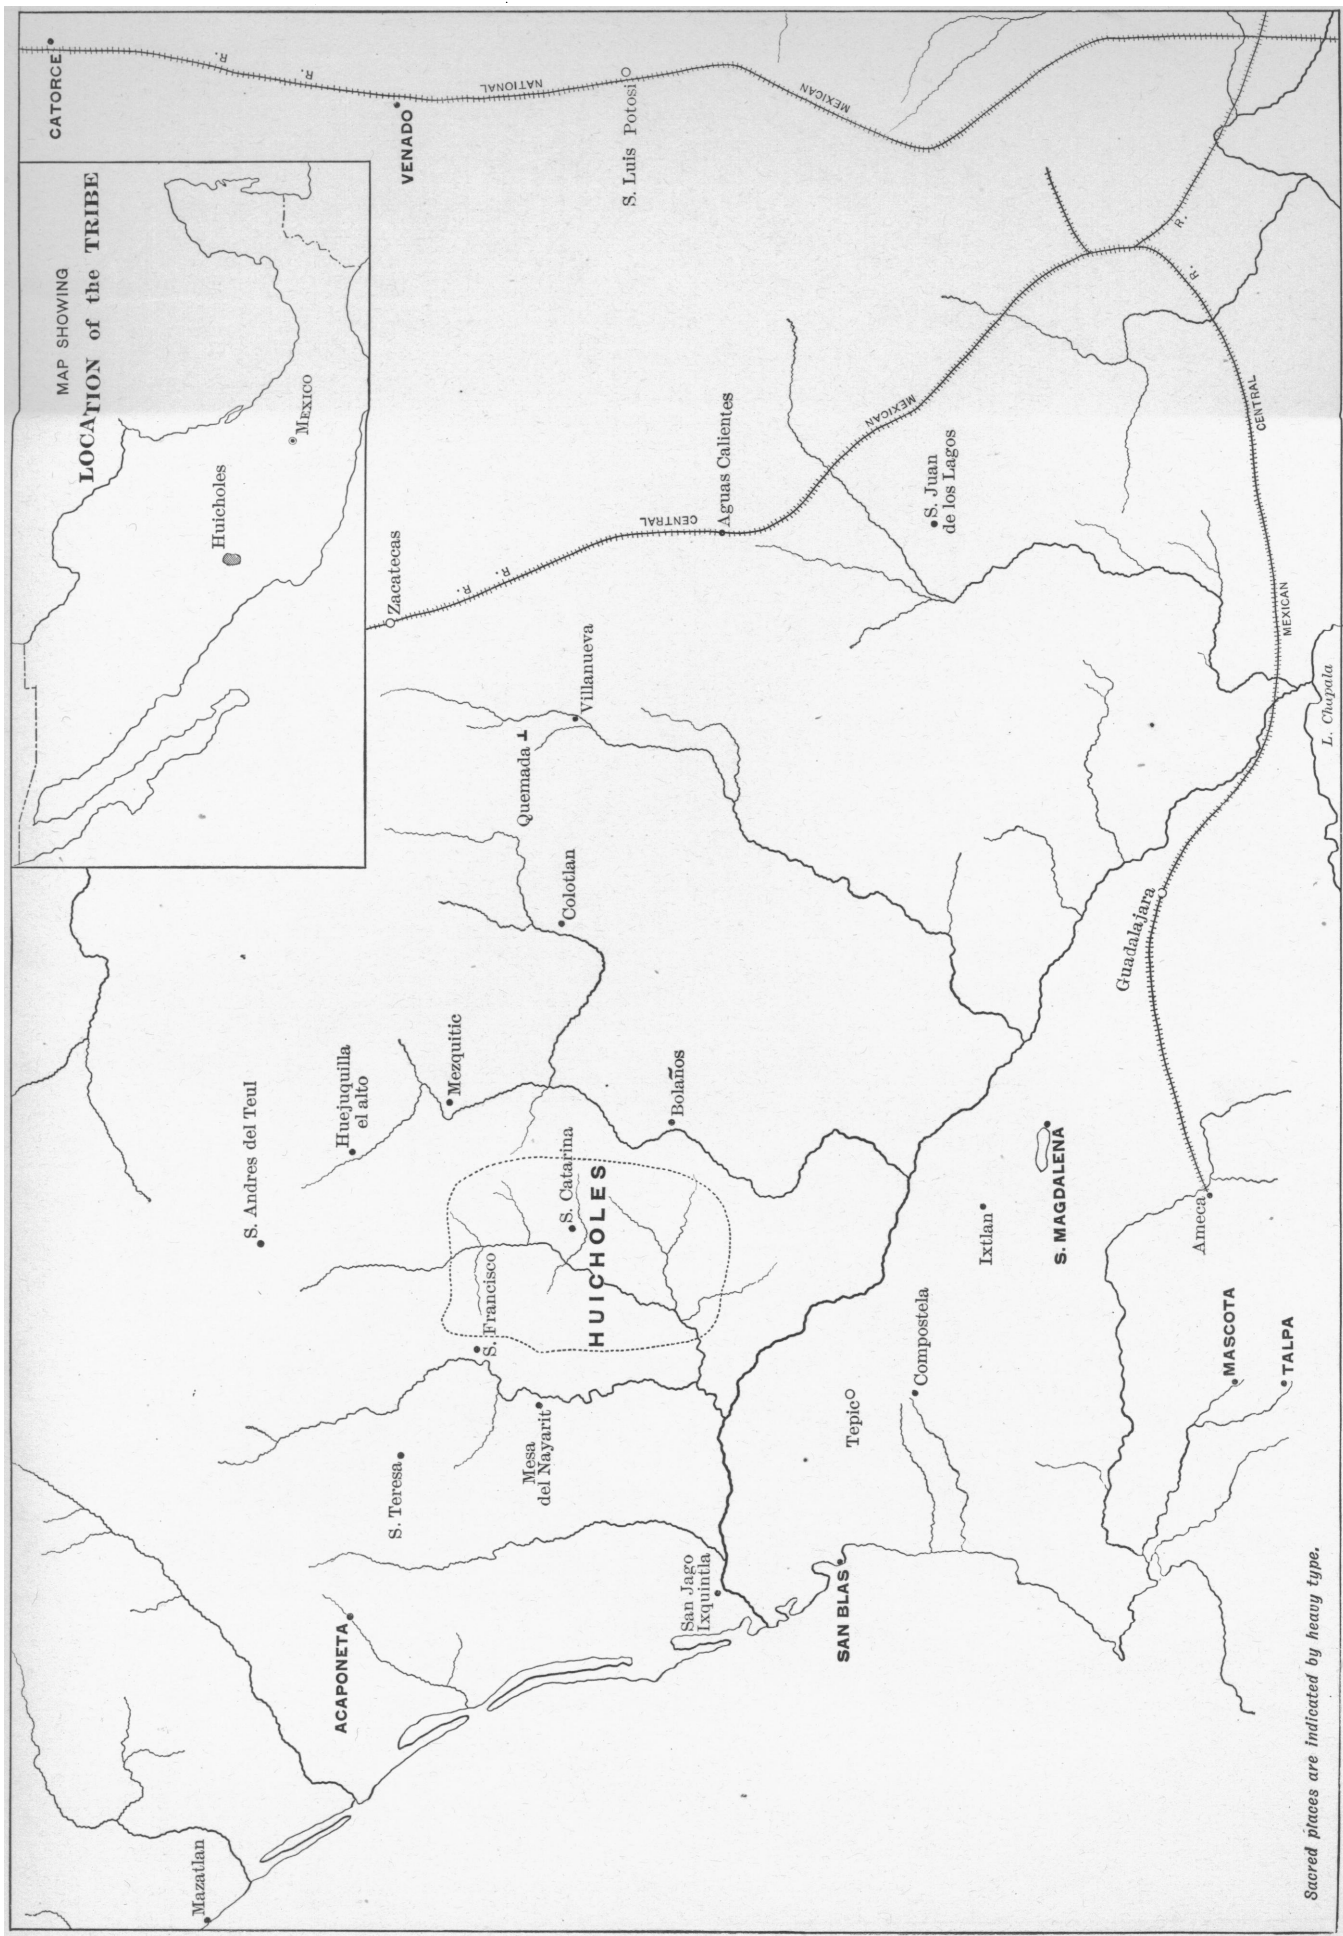 MAP SHOWING
LOCATION of the TRIBE
Huicholes
MEXICO
CATORCE
R.
R.
VENADO
NATIONAL
S. Luis Potosi
MEXICAN
Zacatecas
R.
R.
CENTRAL
Aguas Calientes
MEXICAN
S. Juan
de los Lagos
R.
R.
CENTRAL
MEXICAN
L. Chapala
Villanueva
Quemada
Colotlan
Guadalajara
Mezquitic
Huejuquilla
el alto
S. Andres del Teul
Bolaños
S. Catarina
HUICHOLES
S. Francisco
Ixtlan
S. MAGDALENA
Ameca
Compostela
MASCOTA
TALPA
Tepic
Mesa
del Nayarit
S. Teresa
San Jago
Ixquintla
SAN BLAS
ACAPONETA
Mazatlan
Sacred places are indicated by heavy type.